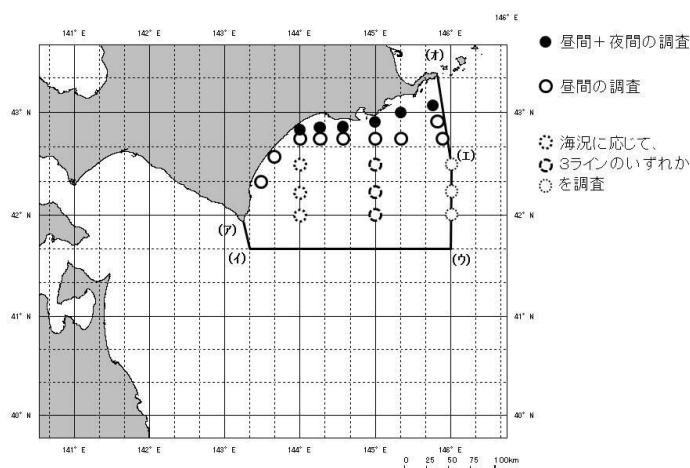 146° E
141° E 142° E 143° E 144° E 145° E 146° E
(オ)
● 昼間+夜間の調査
43° N 43° N
○ 昼間の調査
(エ)
海況に応じて、
3ラインのいずれか
を調査
42° N 42° N
(ア)
(イ) (ウ)
41° N 41° N
40° N 40° N
141° E 142° E 143° E 144° E 145° E 146° E
0 25 50 75 100km